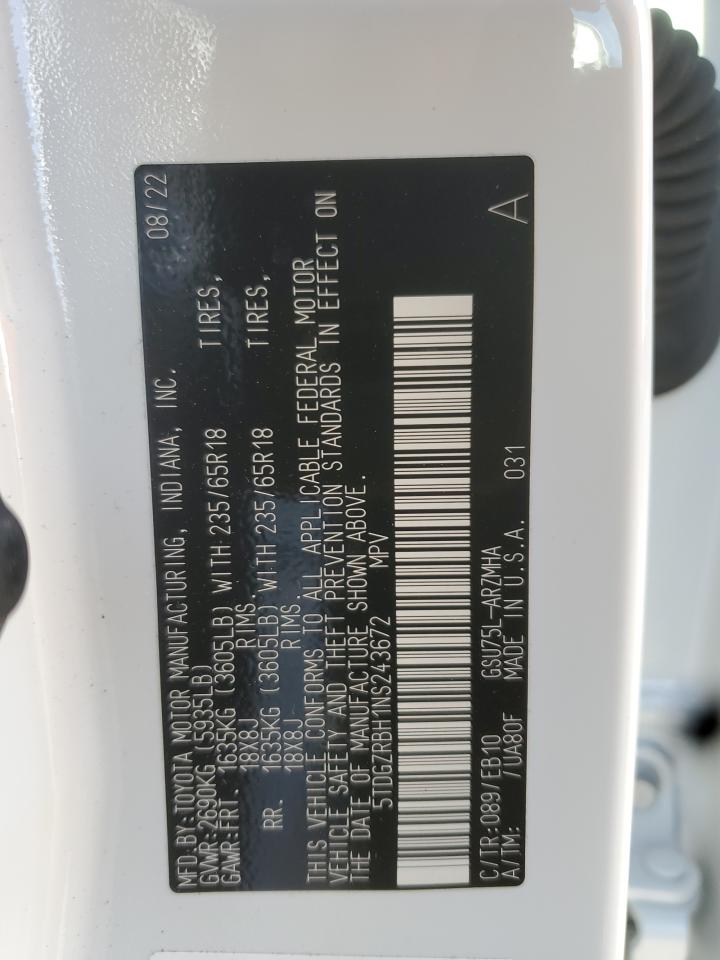 MFD. BY: TOYOTA MOTOR MANUFACTURING, INDIANA, INC. 08/22
GVWR: 2690KG (5935LB)
GAWR: FRT. 1635KG (3605LB) WITH 235/65R18 TIRES,
18X8J RIMS
RR. 1635KG (3605LB) WITH 235/65R18 TIRES,
18X8J RIMS.
THIS VEHICLE CONFORMS TO ALL APPLICABLE FEDERAL MOTOR
VEHICLE SAFETY AND THEFT PREVENTION STANDARDS IN EFFECT ON
THE DATE OF MANUFACTURE SHOWN ABOVE.
5TDGZRBH1NS243672 MPV
C/TR: 089/EB10 GSU75L-ARZMHA 031 A
A/TM: /UA80F MADE IN U.S.A.